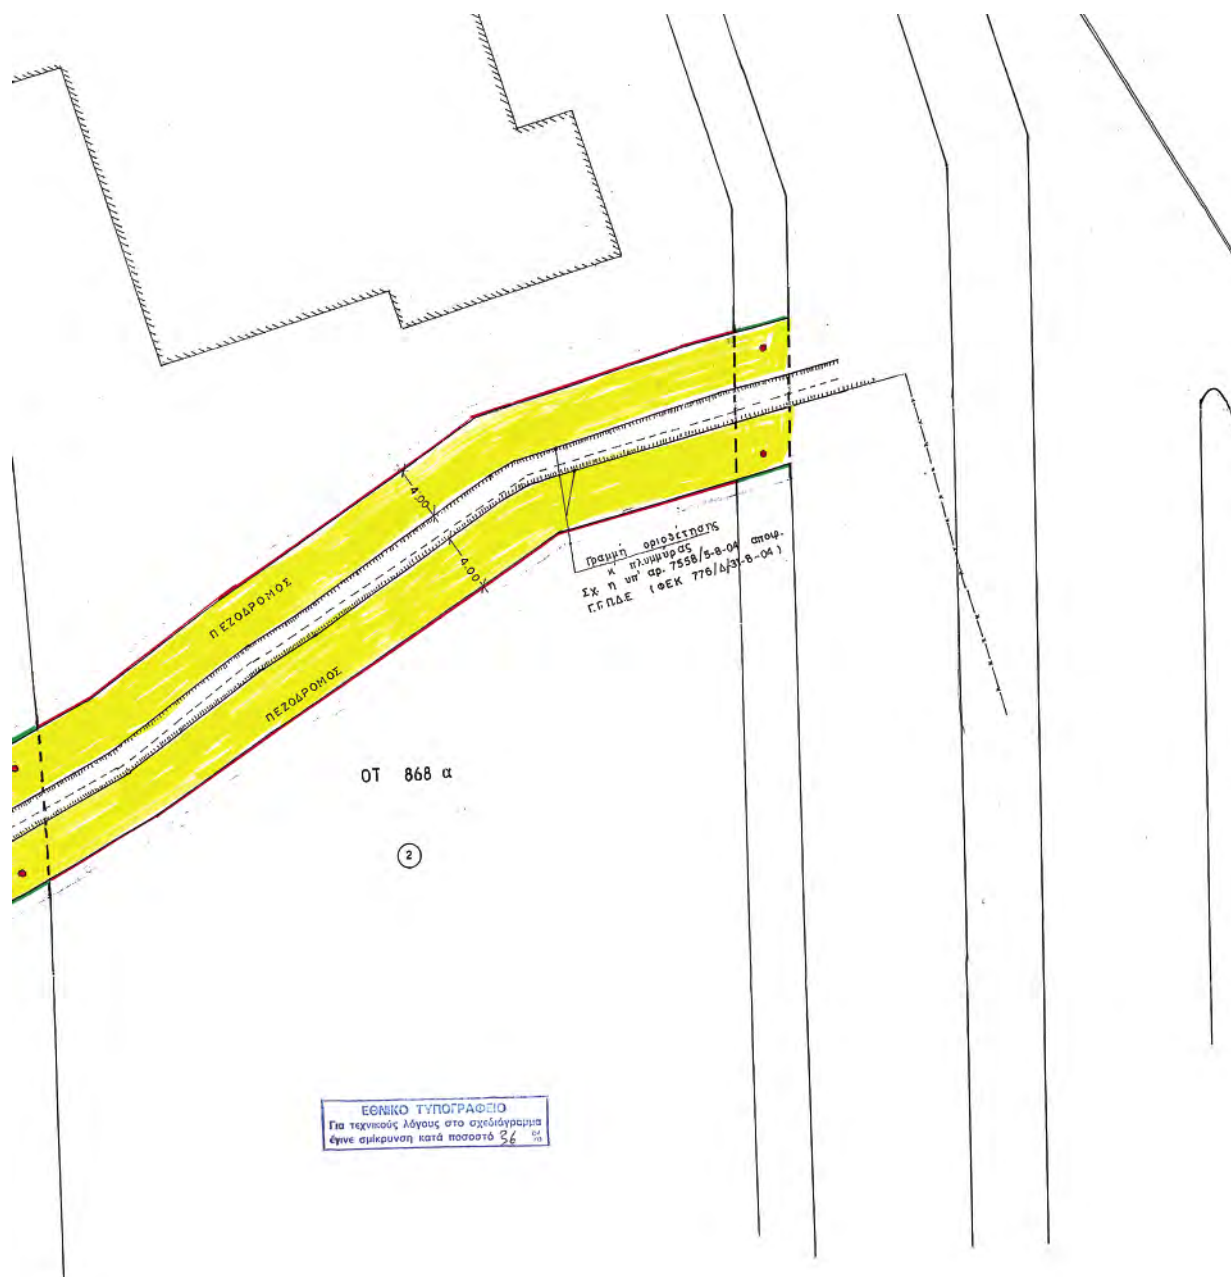 4.00
4.00
ΠΕΖΟΔΡΟΜΟΣ
Γραμμή οριοθέτησης
κ' πλημμύρας
Σχ. η υπ' αρ. 7558/5-8-04 αποφ.
Γ.Γ.Π.Δ.Ε (ΦΕΚ 776/Δ/31-8-04)
ΠΕΖΟΔΡΟΜΟΣ
ΟΤ 868 α
2
ΕΘΝΙΚΟ ΤΥΠΟΓΡΑΦΕΙΟ
Για τεχνικούς λόγους στο σχεδιάγραμμα
έγινε σμίκρυνση κατά ποσοστό 36 %